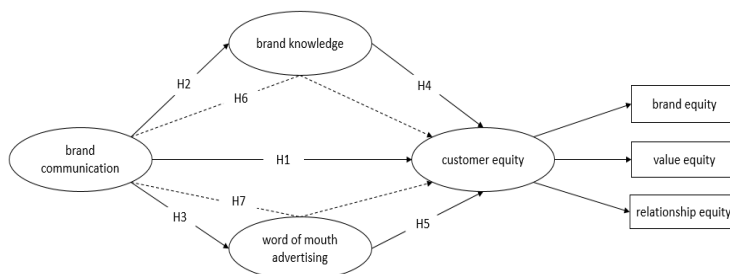 brand knowledge
H2
H4
H6
brand equity
brand
communication
H1
customer equity
value equity
H7
H3
H5
relationship equity
word of mouth
advertising